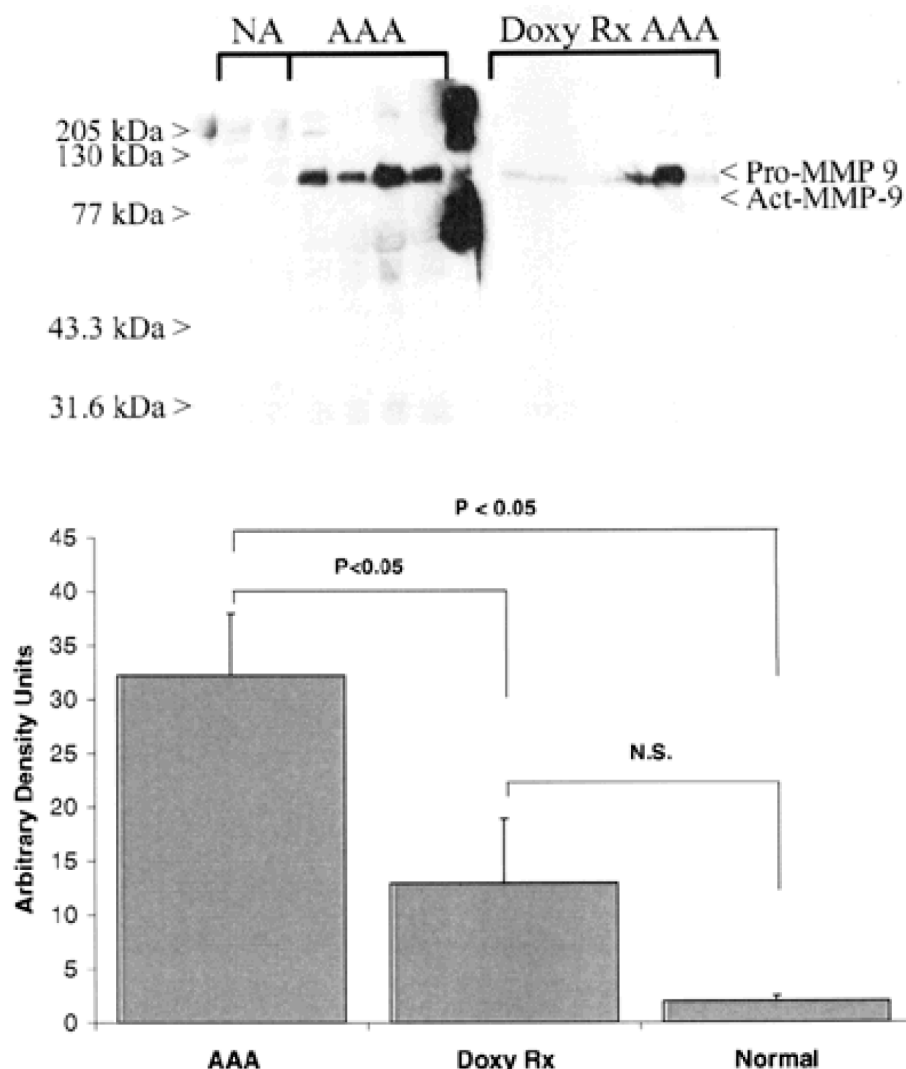 NA AAA Doxy Rx AAA
205 kDa >
130 kDa >
< Pro-MMP 9
< Act-MMP-9
77 kDa >
43.3 kDa >
31.6 kDa >
P < 0.05
P<0.05
N.S.
Arbitrary Density Units
45
40
35
30
25
20
15
10
5
0
AAA Doxy Rx Normal